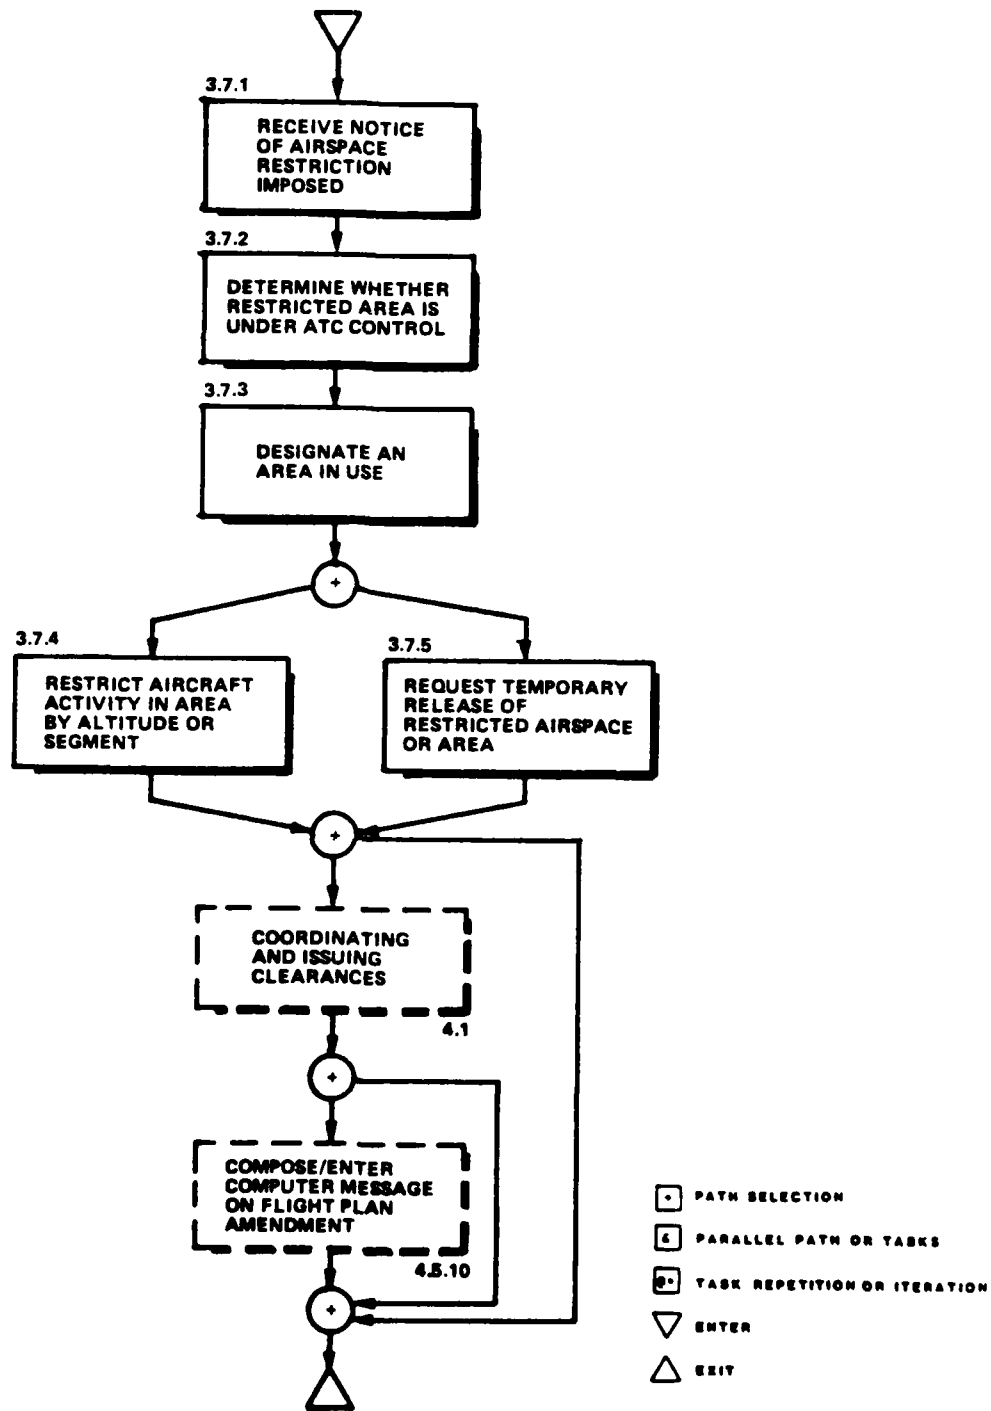 3.7.1
RECEIVE NOTICE
OF AIRSPACE
RESTRICTION
IMPOSED
3.7.2
DETERMINE WHETHER
RESTRICTED AREA IS
UNDER ATC CONTROL
3.7.3
DESIGNATE AN
AREA IN USE
+
3.7.4
RESTRICT AIRCRAFT
ACTIVITY IN AREA
BY ALTITUDE OR
SEGMENT
3.7.5
REQUEST TEMPORARY
RELEASE OF
RESTRICTED AIRSPACE
OR AREA
+
COORDINATING
AND ISSUING
CLEARANCES
4.1
+
COMPOSE/ENTER
COMPUTER MESSAGE
ON FLIGHT PLAN
AMENDMENT
4.5.10
+
+ PATH SELECTION
& PARALLEL PATH OR TASKS
TASK REPETITION OR ITERATION
ENTER
EXIT